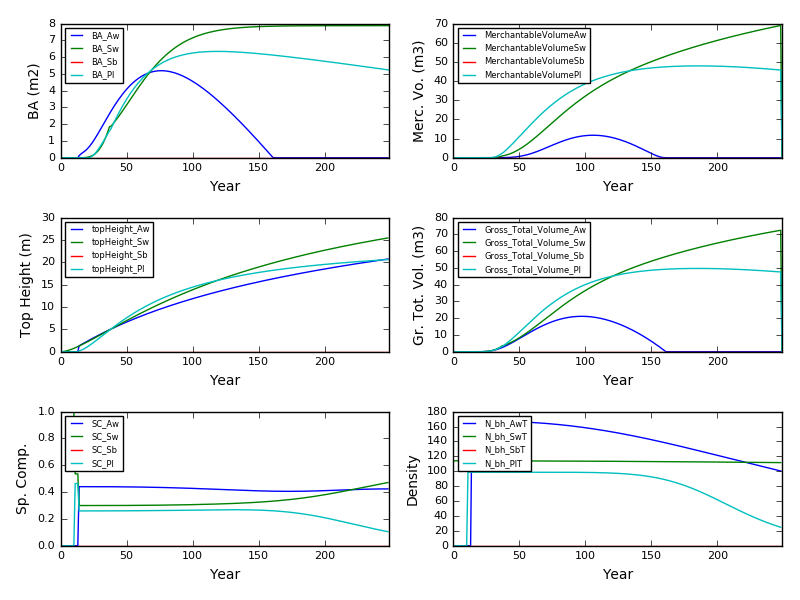 BA (m2)
8
7
6
5
4
3
2
1
0
BA_Aw
BA_Sw
BA_Sb
BA_Pl
0 50 100 150 200
Year
Merc. Vo. (m3)
70
60
50
40
30
20
10
0
MerchantableVolumeAw
MerchantableVolumeSw
MerchantableVolumeSb
MerchantableVolumePl
0 50 100 150 200
Year
Top Height (m)
30
25
20
15
10
5
0
topHeight_Aw
topHeight_Sw
topHeight_Sb
topHeight_Pl
0 50 100 150 200
Year
Gr. Tot. Vol. (m3)
80
70
60
50
40
30
20
10
0
Gross_Total_Volume_Aw
Gross_Total_Volume_Sw
Gross_Total_Volume_Sb
Gross_Total_Volume_Pl
0 50 100 150 200
Year
Sp. Comp.
1.0
0.8
0.6
0.4
0.2
0.0
SC_Aw
SC_Sw
SC_Sb
SC_Pl
0 50 100 150 200
Year
Density
180
160
140
120
100
80
60
40
20
0
N_bh_AwT
N_bh_SwT
N_bh_SbT
N_bh_PlT
0 50 100 150 200
Year